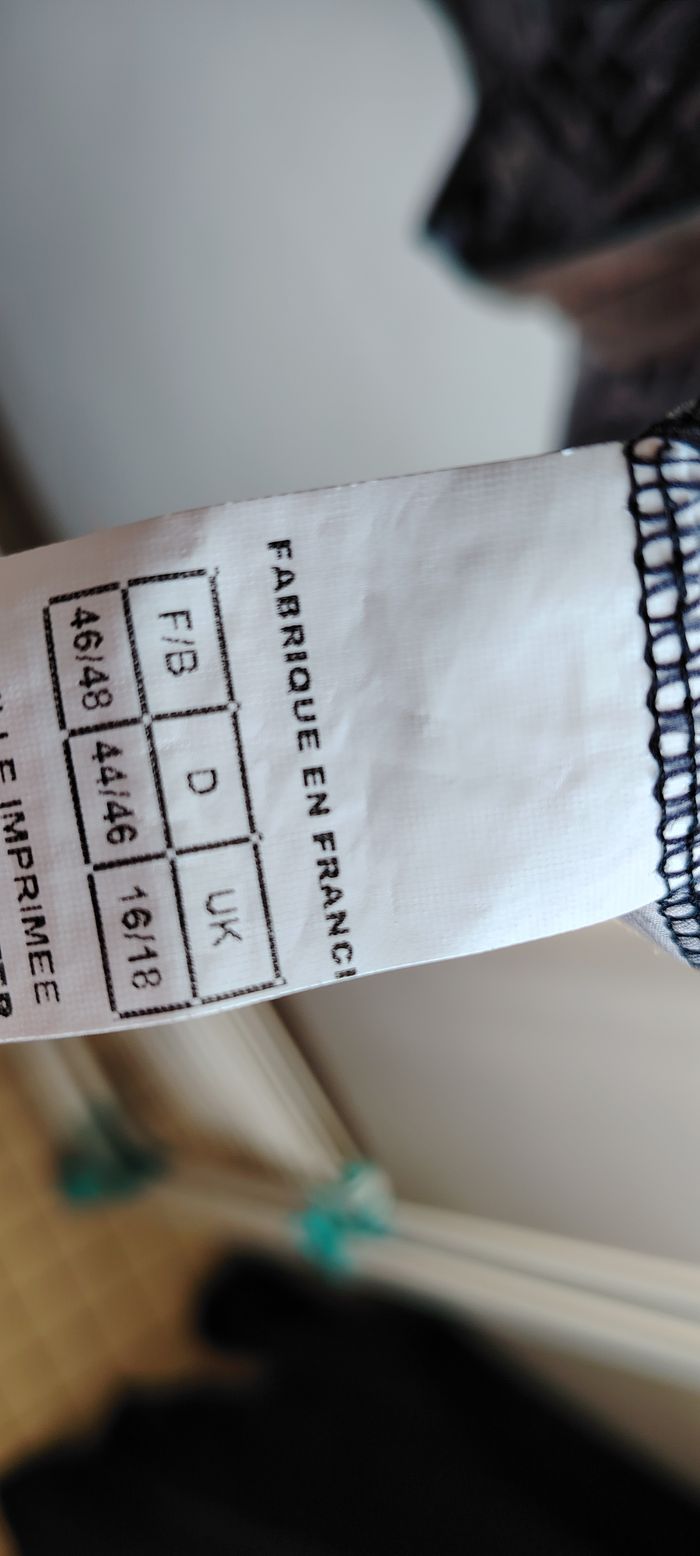 FABRIQUE EN FRANC
F/B D UK
46/48 44/46 16/18
IMPRIMEE